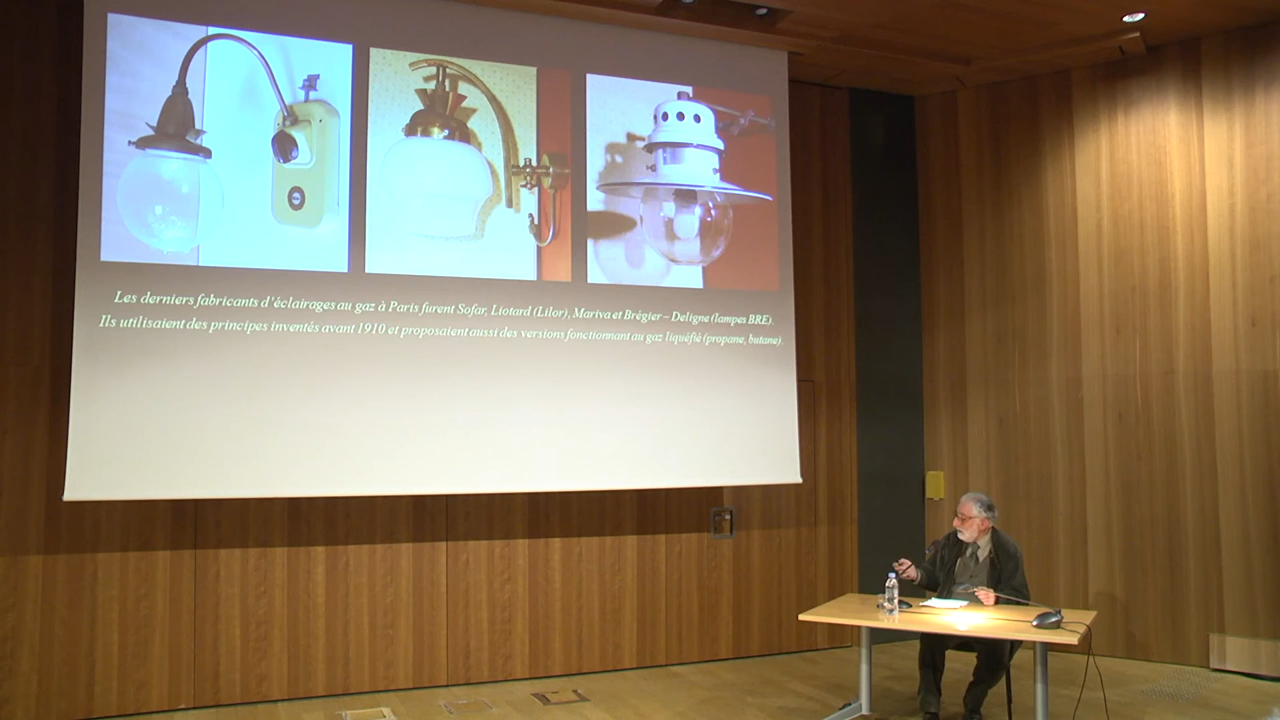 Les derniers fabricants d'éclairages au gaz à Paris furent Sofar, Liotard (Lilor), Mariva et Brégier – Deligne (lampes BRE).
Ils utilisaient des principes inventés avant 1910 et proposaient aussi des versions fonctionnant au gaz liquéfié (propane, butane).